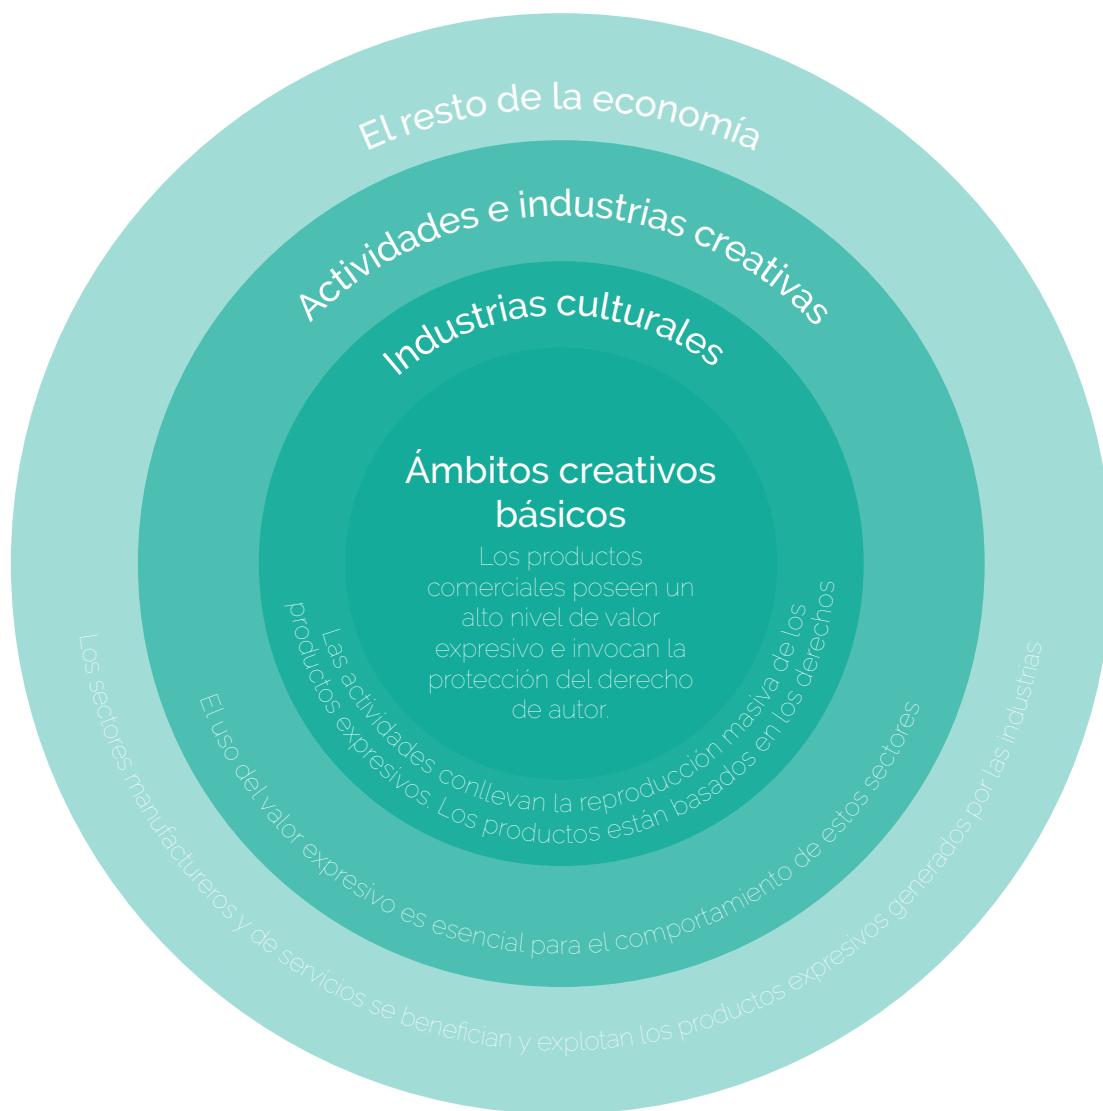 El resto de la economía
Actividades e industrias creativas
Industrias culturales
Ámbitos creativos
básicos
Los productos
comerciales poseen un
alto nivel de valor
expresivo e invocan la
protección del derecho
de autor.
Las actividades conllevan la reproducción masiva de los
productos expresivos. Los productos están basados en los derechos
El uso del valor expresivo es esencial para el comportamiento de estos sectores
Los sectores manufactureros y de servicios se benefician y explotan los productos expresivos generados por las industrias